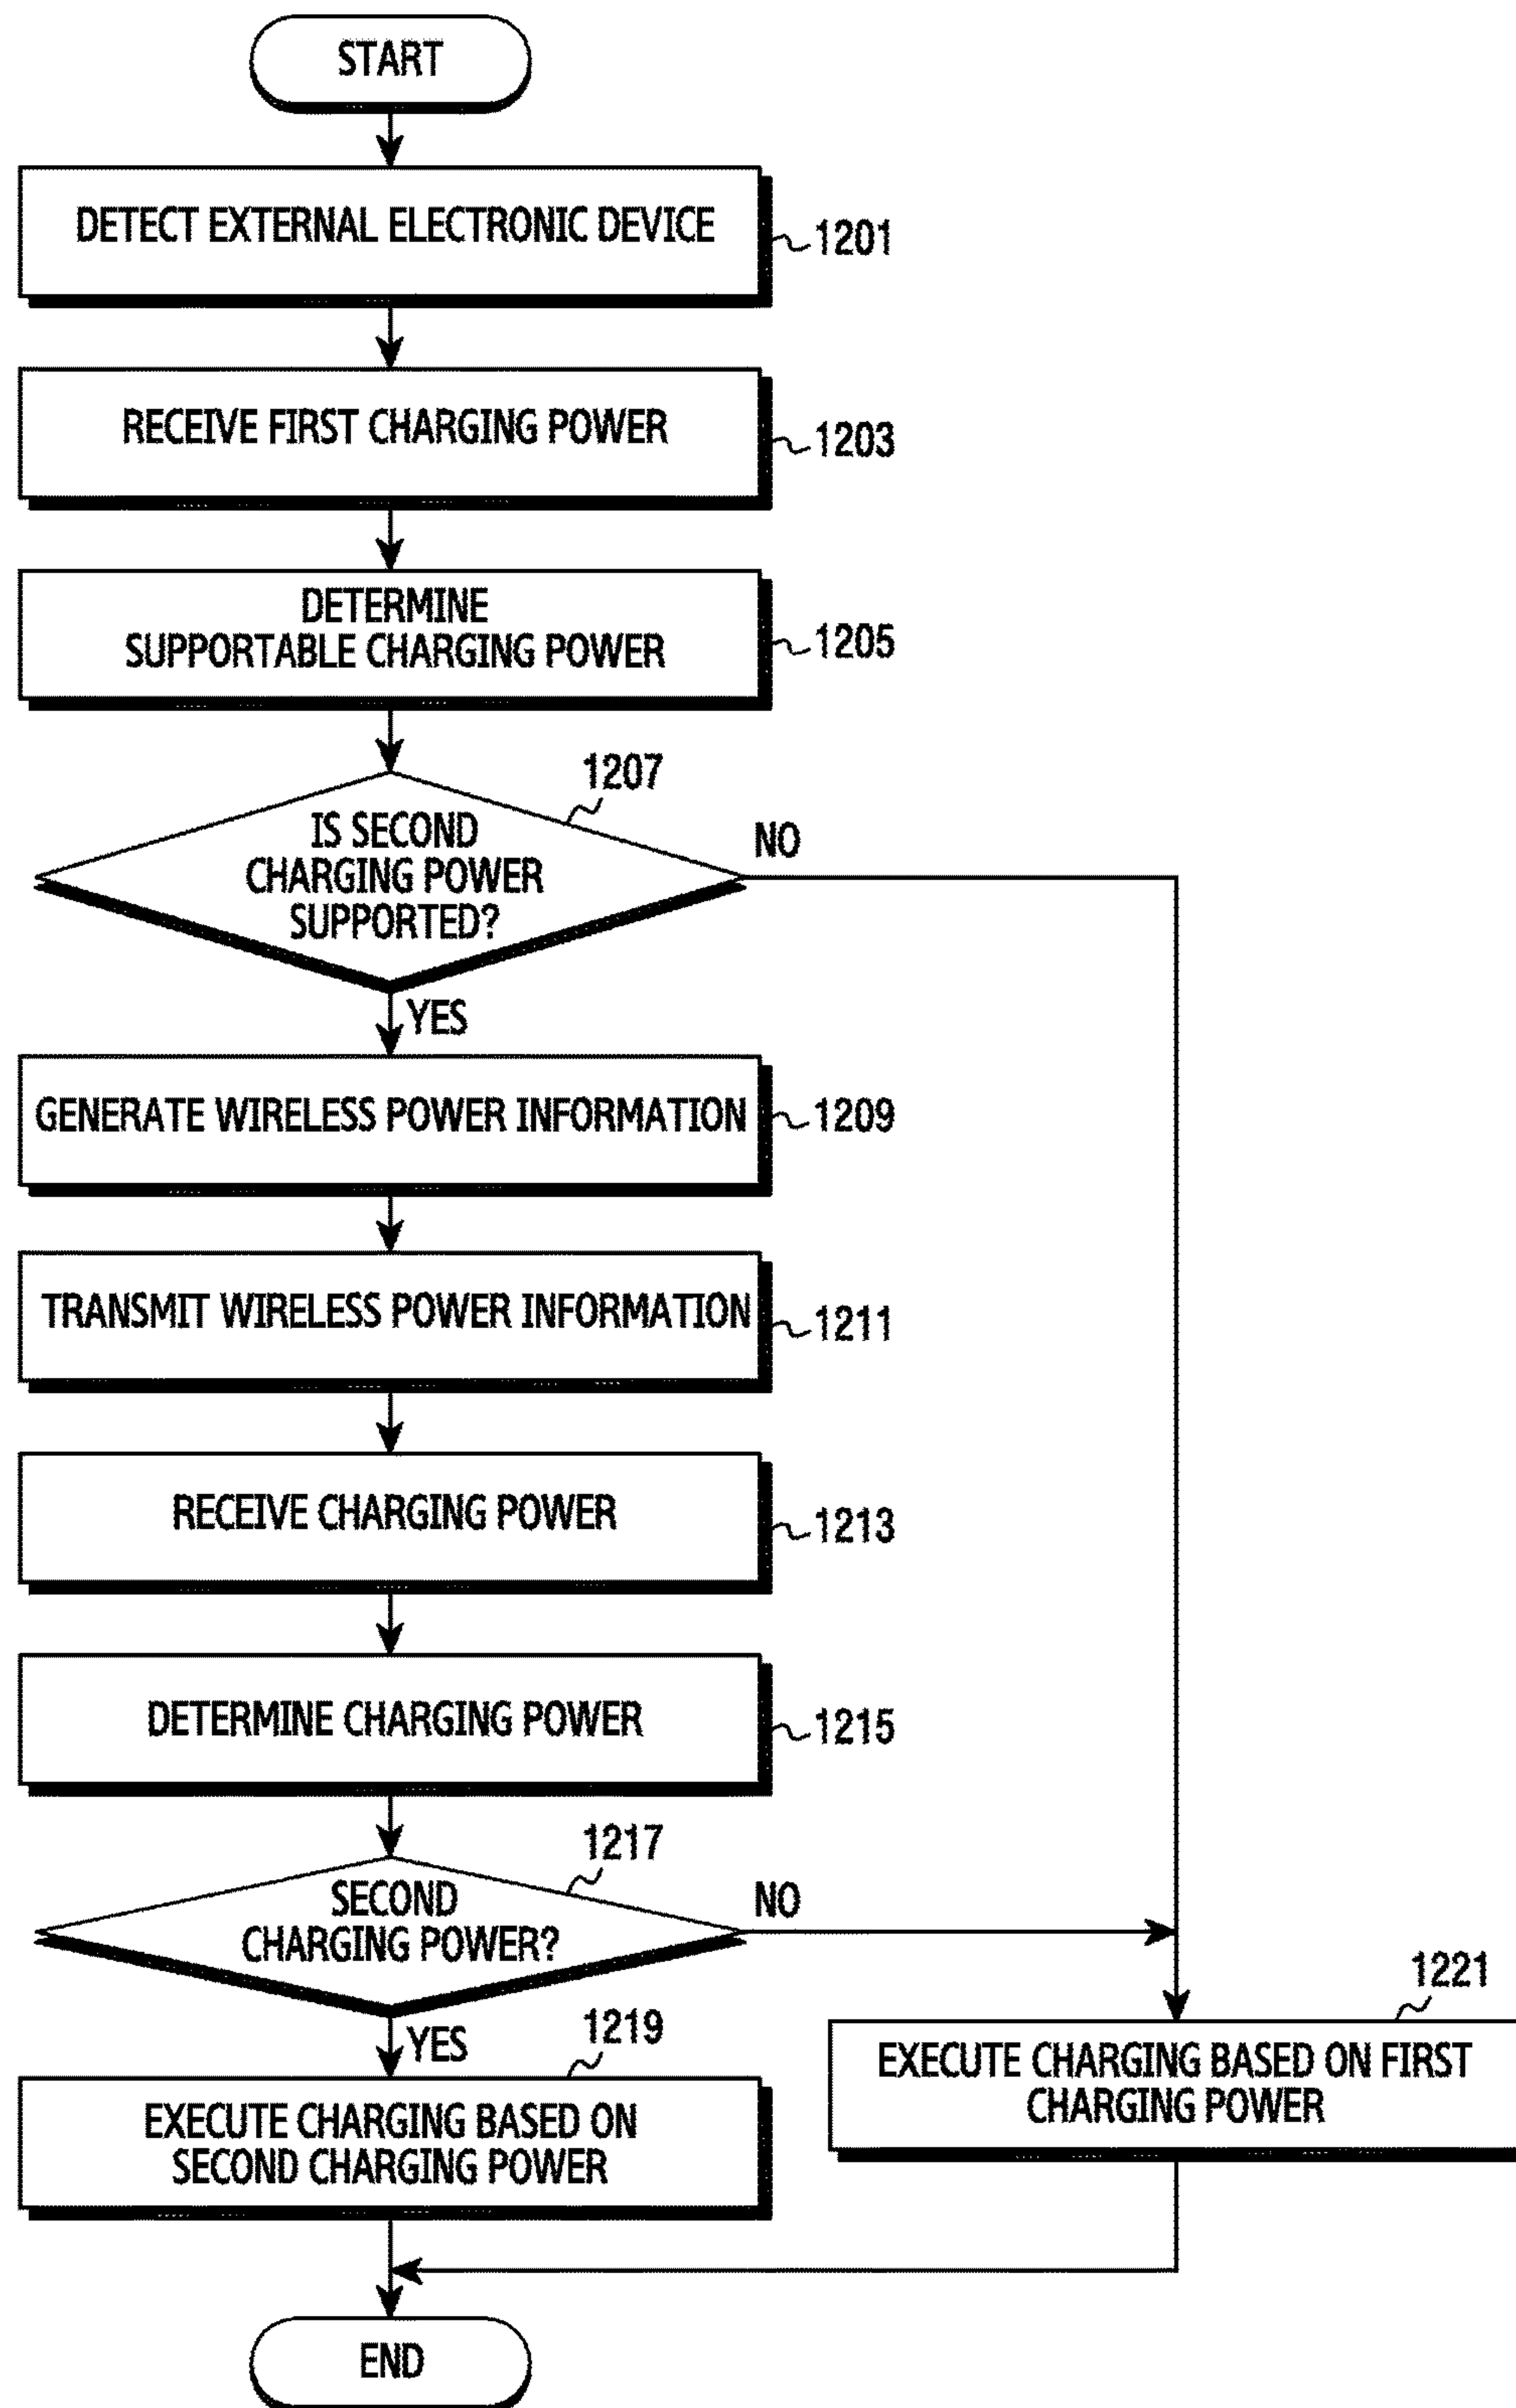 START
DETECT EXTERNAL ELECTRONIC DEVICE
1201
RECEIVE FIRST CHARGING POWER
1203
DETERMINE
SUPPORTABLE CHARGING POWER
1205
1207
IS SECOND
CHARGING POWER
SUPPORTED?
NO
YES
GENERATE WIRELESS POWER INFORMATION
1209
TRANSMIT WIRELESS POWER INFORMATION
1211
RECEIVE CHARGING POWER
1213
DETERMINE CHARGING POWER
1215
1217
SECOND
CHARGING POWER?
NO
YES
1219
EXECUTE CHARGING BASED ON
SECOND CHARGING POWER
1221
EXECUTE CHARGING BASED ON FIRST
CHARGING POWER
END